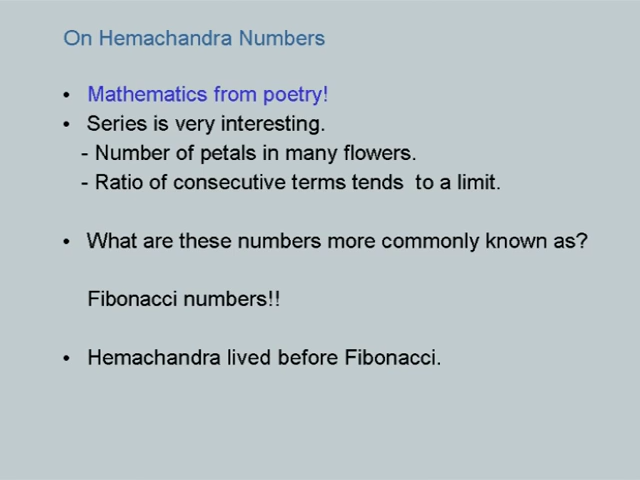 On Hemachandra Numbers
• Mathematics from poetry!
• Series is very interesting.
- Number of petals in many flowers.
- Ratio of consecutive terms tends to a limit.
• What are these numbers more commonly known as?
Fibonacci numbers!!
• Hemachandra lived before Fibonacci.